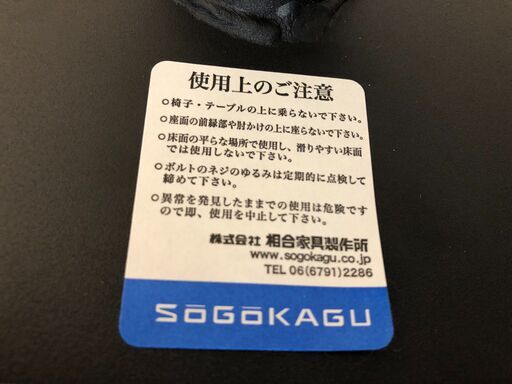 使用上のご注意
○椅子・テーブルの上に乗らないで下さい。
○座面の前縁部や肘かけの上に座らないで下さい。
○床面の平らな場所で使用し、滑りやすい床面
では使用しないで下さい。
○ボルトのネジのゆるみは定期的に点検して
締めて下さい。
○異常を発見したままでの使用は危険です
ので即、使用を中止して下さい。
株式会社 相合家具製作所
www.sogokagu.co.jp
TEL 06(6791)2286
SōGōKAGU